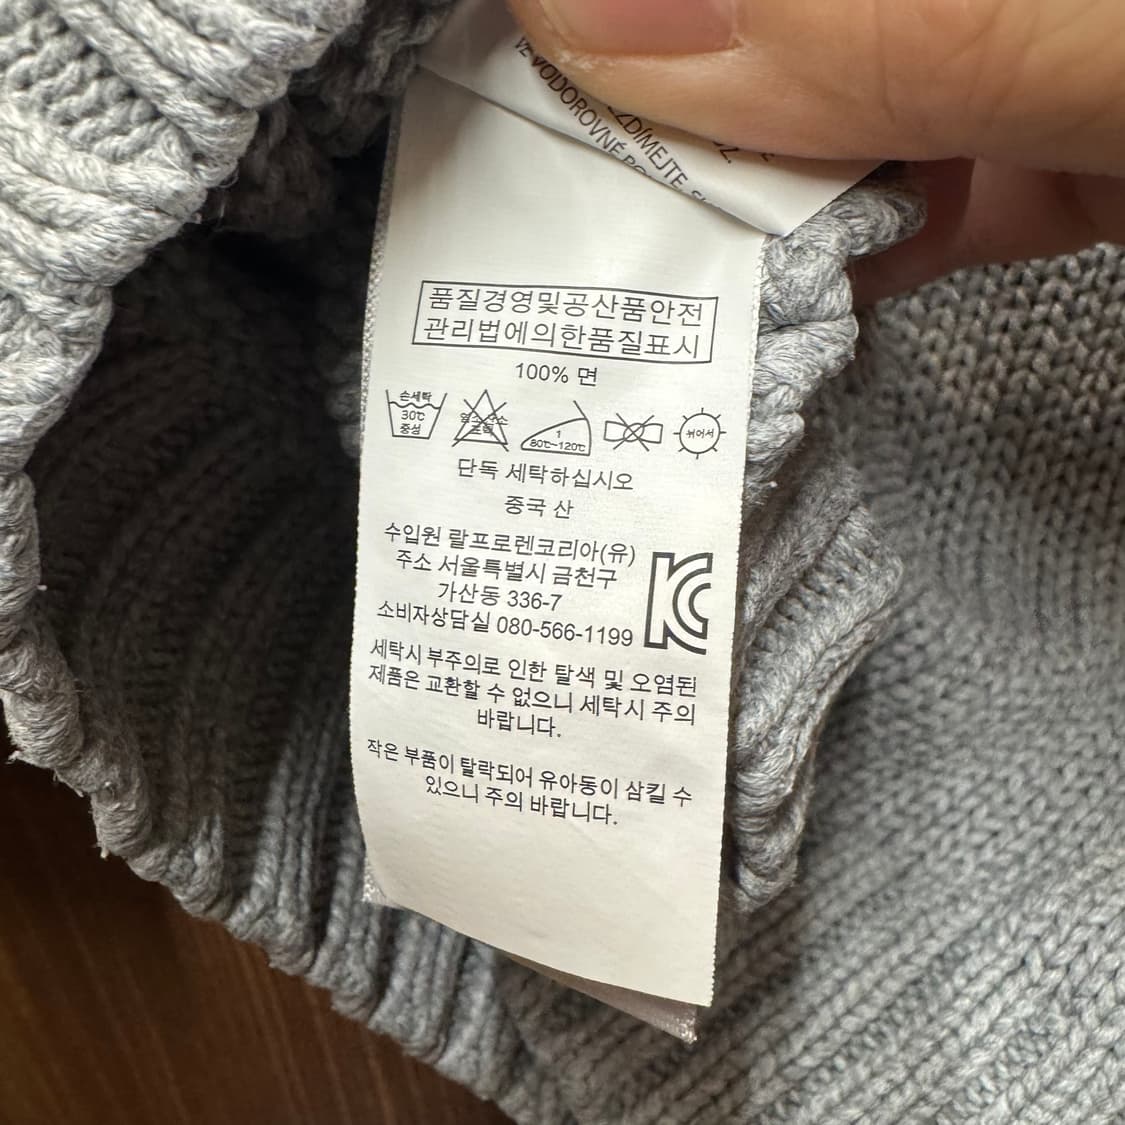 VE VODOROVNÉ
품질경영및공산품안전
관리법에의한품질표시
100% 면
손세탁
30℃
중성
1
80℃~120℃
뉘어서
단독 세탁하십시오
중국 산
수입원 랄프로렌코리아(유)
주소 서울특별시 금천구
가산동 336-7
소비자상담실 080-566-1199
세탁시 부주의로 인한 탈색 및 오염된
제품은 교환할 수 없으니 세탁시 주의
바랍니다.
작은 부품이 탈락되어 유아동이 삼킬 수
있으니 주의 바랍니다.